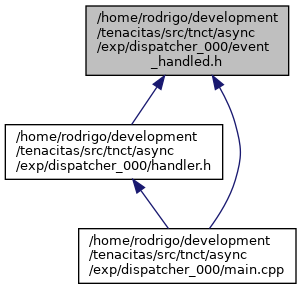 /home/rodrigo/development
/tenacitas/src/tnct/async
/exp/dispatcher_000/event
_handled.h
/home/rodrigo/development
/tenacitas/src/tnct/async
/exp/dispatcher_000/handler.h
/home/rodrigo/development
/tenacitas/src/tnct/async
/exp/dispatcher_000/main.cpp